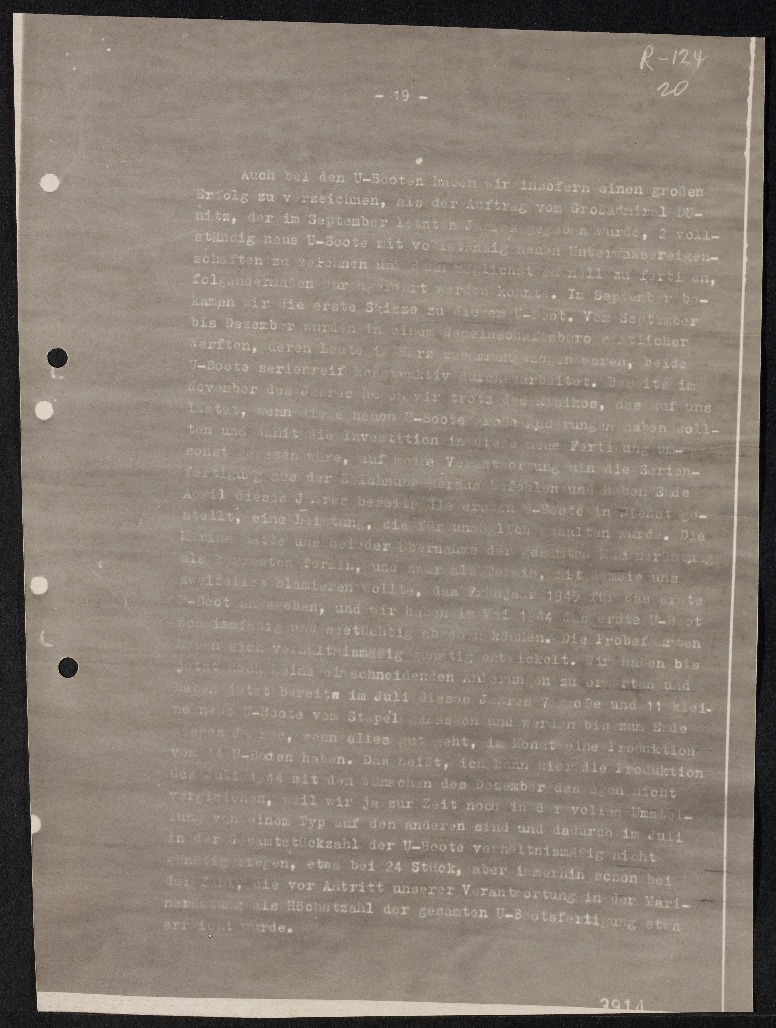 R-124
20
- 19 -
Auch bei den U-Booten haben wir insofern einen großen
Erfolg zu verzeichnen, als der Auftrag vom Großadmiral Dö-
nitz, der im September letzten Jahres gegeben wurde, 2 voll-
ständig neue U-Boote mit vollständig neuen Unterwassereigen-
schaften zu zeichnen und dann möglichst schnell zu fertigen,
folgendermaßen durchgeführt werden konnte. Im September be-
kamen wir die erste Skizze zu diesem U-Boot. Vom September
bis Dezember wurden in einem Gemeinschaftsbüro sämtlicher
Werften, deren Leute im Harz zusammengezogen waren, beide
U-Boote serienreif konstruktiv durchgearbeitet. Bereits im
November des Jahres haben wir trotz des Risikos, das auf uns
lastet, wenn diese neuen U-Boote große Änderungen haben soll-
ten und damit die Investition in diese neue Fertigung um-
sonst gewesen wäre, auf meine Verantwortung hin die Serien-
fertigung aus der Zeichnung heraus befohlen und haben Ende
April dieses Jahres bereits die ersten U-Boote in Dienst ge-
stellt, eine Leistung, die für unmöglich gehalten wurde. Die
Marine hatte uns bei der Übernahme der gesamten
als kürzesten Termin, und zwar als Termin, mit dem sie uns
zweifellos blamieren wollte, das Frühjahr 1945 für das erste
U-Boot angegeben, und wir haben im Mai 1944 das erste U-Boot
schwimmfähig und seetüchtig abgeben können. Die Probefahrten
haben sich verhältnismäßig günstig entwickelt. Wir haben bis
jetzt noch keine einschneidenden Änderungen zu erwarten und
haben jetzt bereits im Juli dieses Jahres 7 große und 11 klei-
ne neue U-Boote vom Stapel gelassen und werden bis zum Ende
dieses Jahres, wenn alles gut geht, im Monat eine Produktion
von 44 U-Booten haben. Das heißt, ich kann hier die Produktion
des Juli 1944 mit den Wünschen des Dezember deswegen nicht
vergleichen, weil wir ja zur Zeit noch in der vollen Umstel-
lung von einem Typ auf den anderen sind und dadurch im Juli
in der Gesamtstückzahl der U-Boote verhältnismäßig nicht
günstig liegen, etwa bei 24 Stück, aber immerhin schon bei
der Zahl, die vor Antritt unserer Verantwortung in der Mari-
nerüstung als Höchstzahl der gesamten U-Bootsfertigung etwa
erreicht wurde.
3914